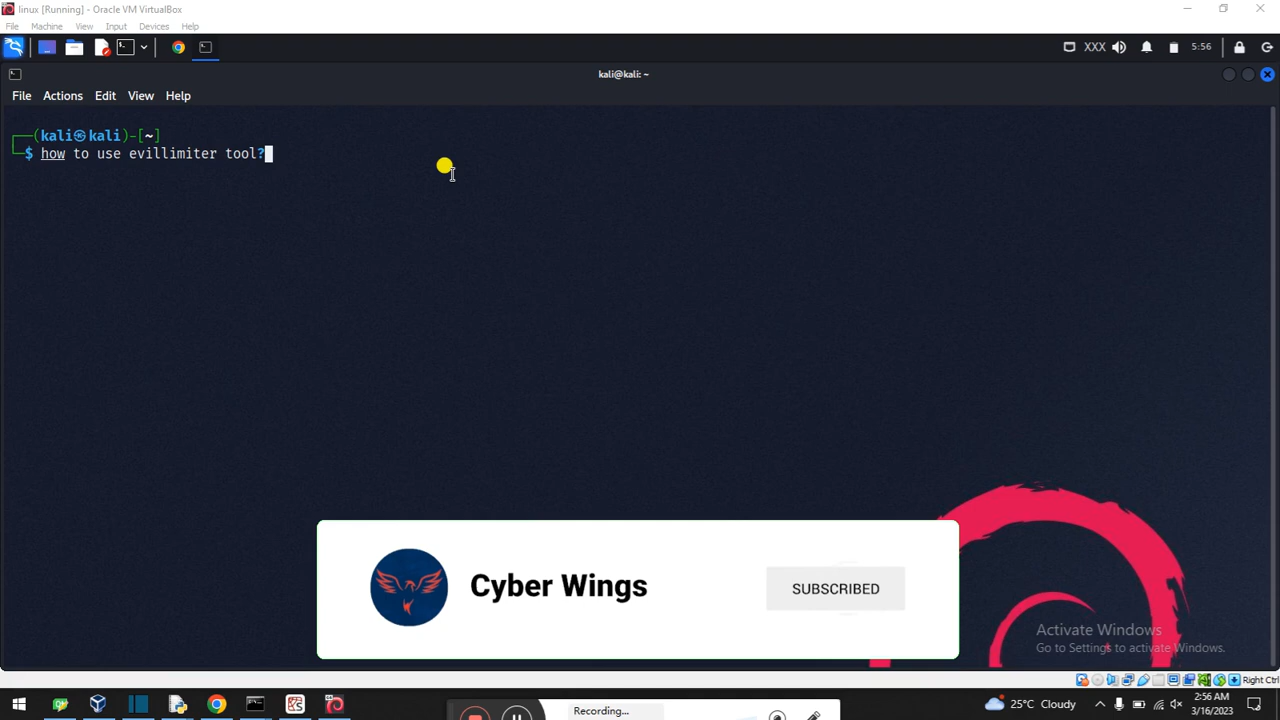 linux [Running] - Oracle VM VirtualBox
File Machine View Input Devices Help
XXX 5:56
kali@kali: ~
File Actions Edit View Help
(kali㉿kali)-[~]
$ how to use evillimiter tool?
Cyber Wings
SUBSCRIBED
Activate Windows
Go to Settings to activate Windows.
Right Ctrl
Recording...
25°C Cloudy
2:56 AM
3/16/2023